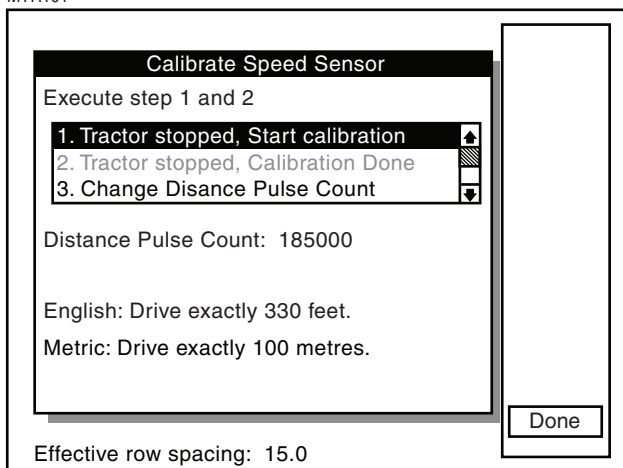 Calibrate Speed Sensor
Execute step 1 and 2
1. Tractor stopped, Start calibration
2. Tractor stopped, Calibration Done
3. Change Disance Pulse Count
Distance Pulse Count: 185000
English: Drive exactly 330 feet.
Metric: Drive exactly 100 metres.
Done
Effective row spacing: 15.0